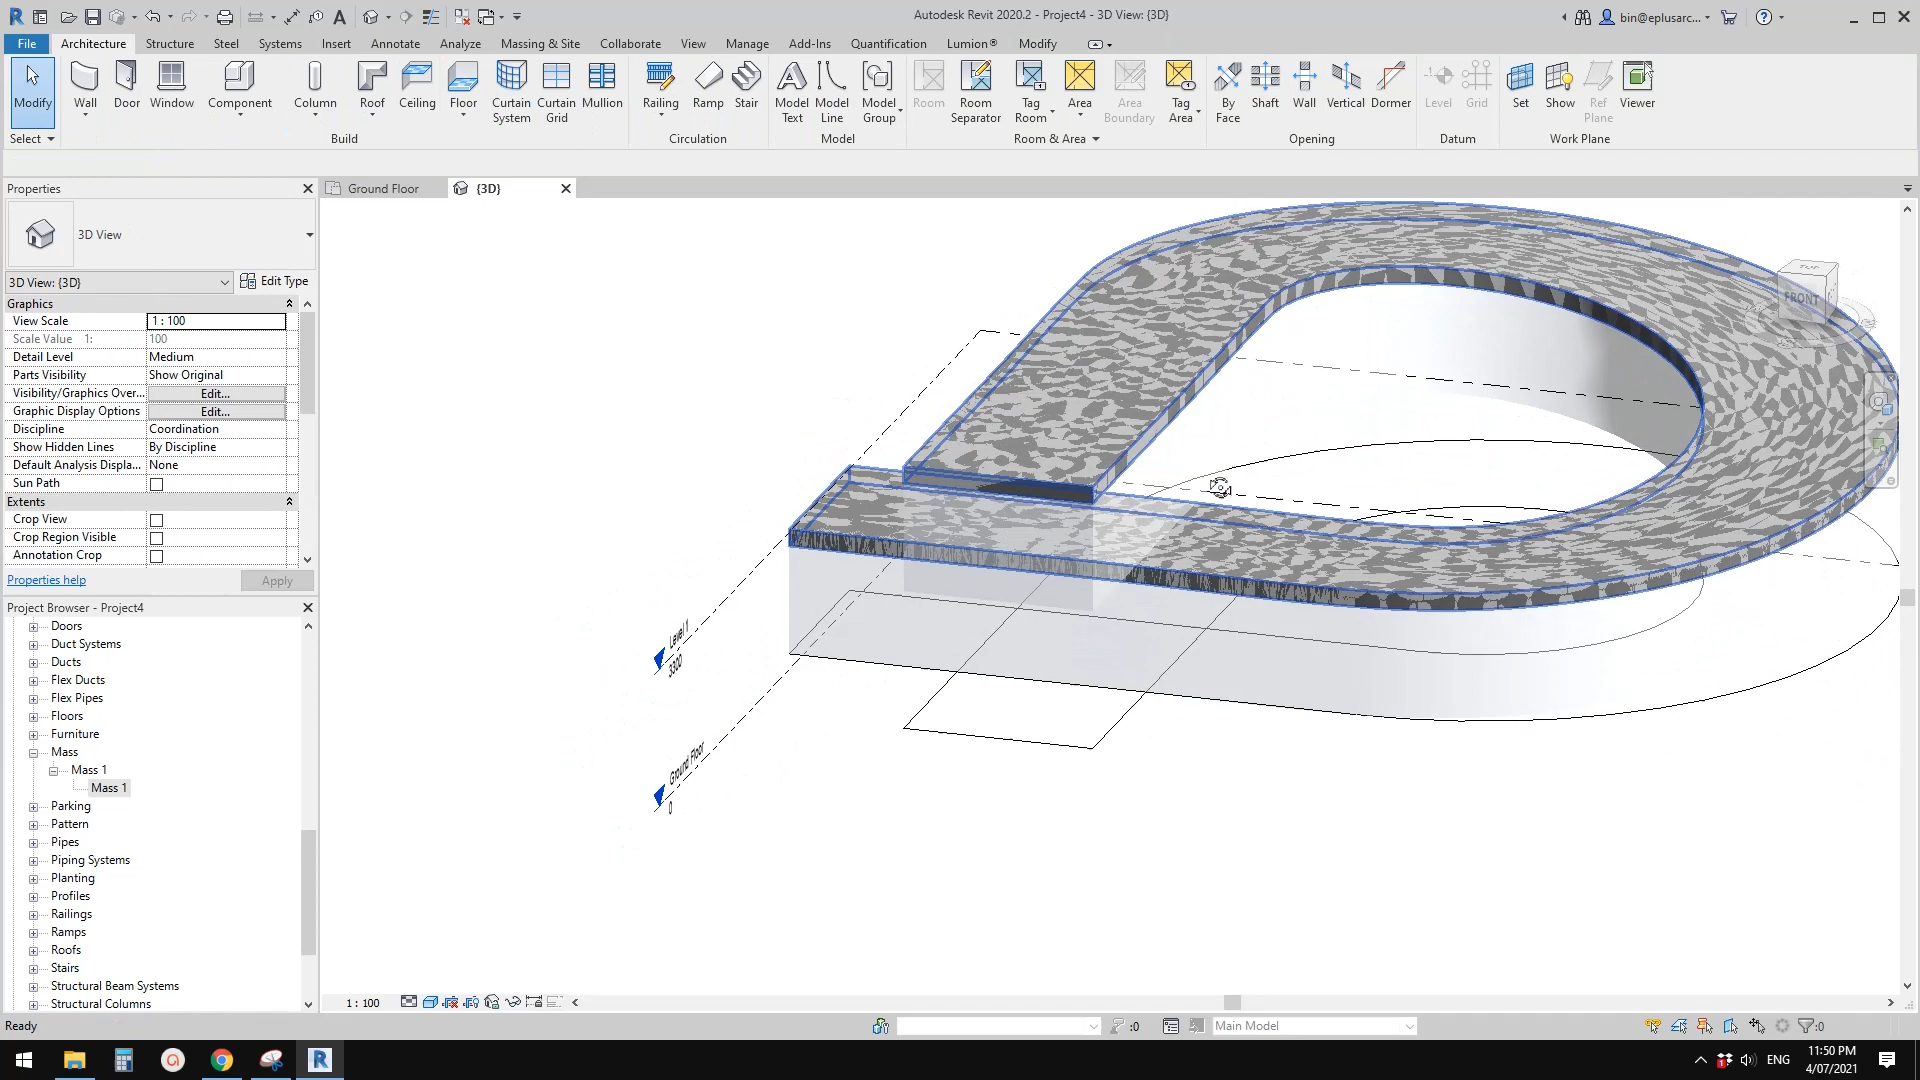 Autodesk Revit 2020.2 - Project4 - 3D View: {3D}
bin@eplusarc...
File Architecture Structure Steel Systems Insert Annotate Analyze Massing & Site Collaborate View Manage Add-Ins Quantification Lumion® Modify
Modify Wall Door Window Component Column Roof Ceiling Floor Curtain System Curtain Grid Mullion Railing Ramp Stair Model Text Model Line Model Group Room Room Separator Tag Room Area Area Boundary Tag Area By Face Shaft Wall Vertical Dormer Level Grid Set Show Ref Plane Viewer
Select Build Circulation Model Room & Area Opening Datum Work Plane
Properties
Ground Floor
{3D}
3D View
3D View: {3D}
Edit Type
Graphics
View Scale 1 : 100
Scale Value 1: 100
Detail Level Medium
Parts Visibility Show Original
Visibility/Graphics Over... Edit...
Graphic Display Options Edit...
Discipline Coordination
Show Hidden Lines By Discipline
Default Analysis Displa... None
Sun Path
Extents
Crop View
Crop Region Visible
Annotation Crop
Properties help
Apply
Project Browser - Project4
Doors
Duct Systems
Ducts
Flex Ducts
Flex Pipes
Floors
Furniture
Mass
Mass 1
Mass 1
Parking
Pattern
Pipes
Piping Systems
Planting
Profiles
Railings
Ramps
Roofs
Stairs
Structural Beam Systems
Structural Columns
TOP
FRONT
Level 1
3300
Ground Floor
0
1 : 100
Ready
:0
Main Model
:0
ENG
11:50 PM
4/07/2021